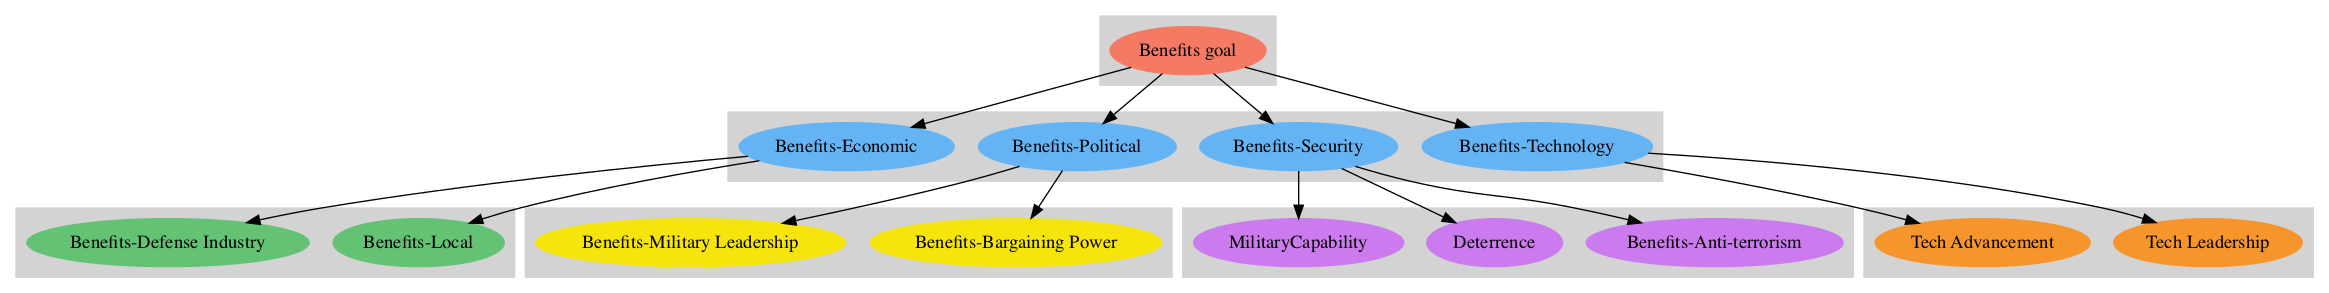 Benefits goal
Benefits-Economic
Benefits-Political
Benefits-Security
Benefits-Technology
Benefits-Defense Industry
Benefits-Local
Benefits-Military Leadership
Benefits-Bargaining Power
MilitaryCapability
Deterrence
Benefits-Anti-terrorism
Tech Advancement
Tech Leadership